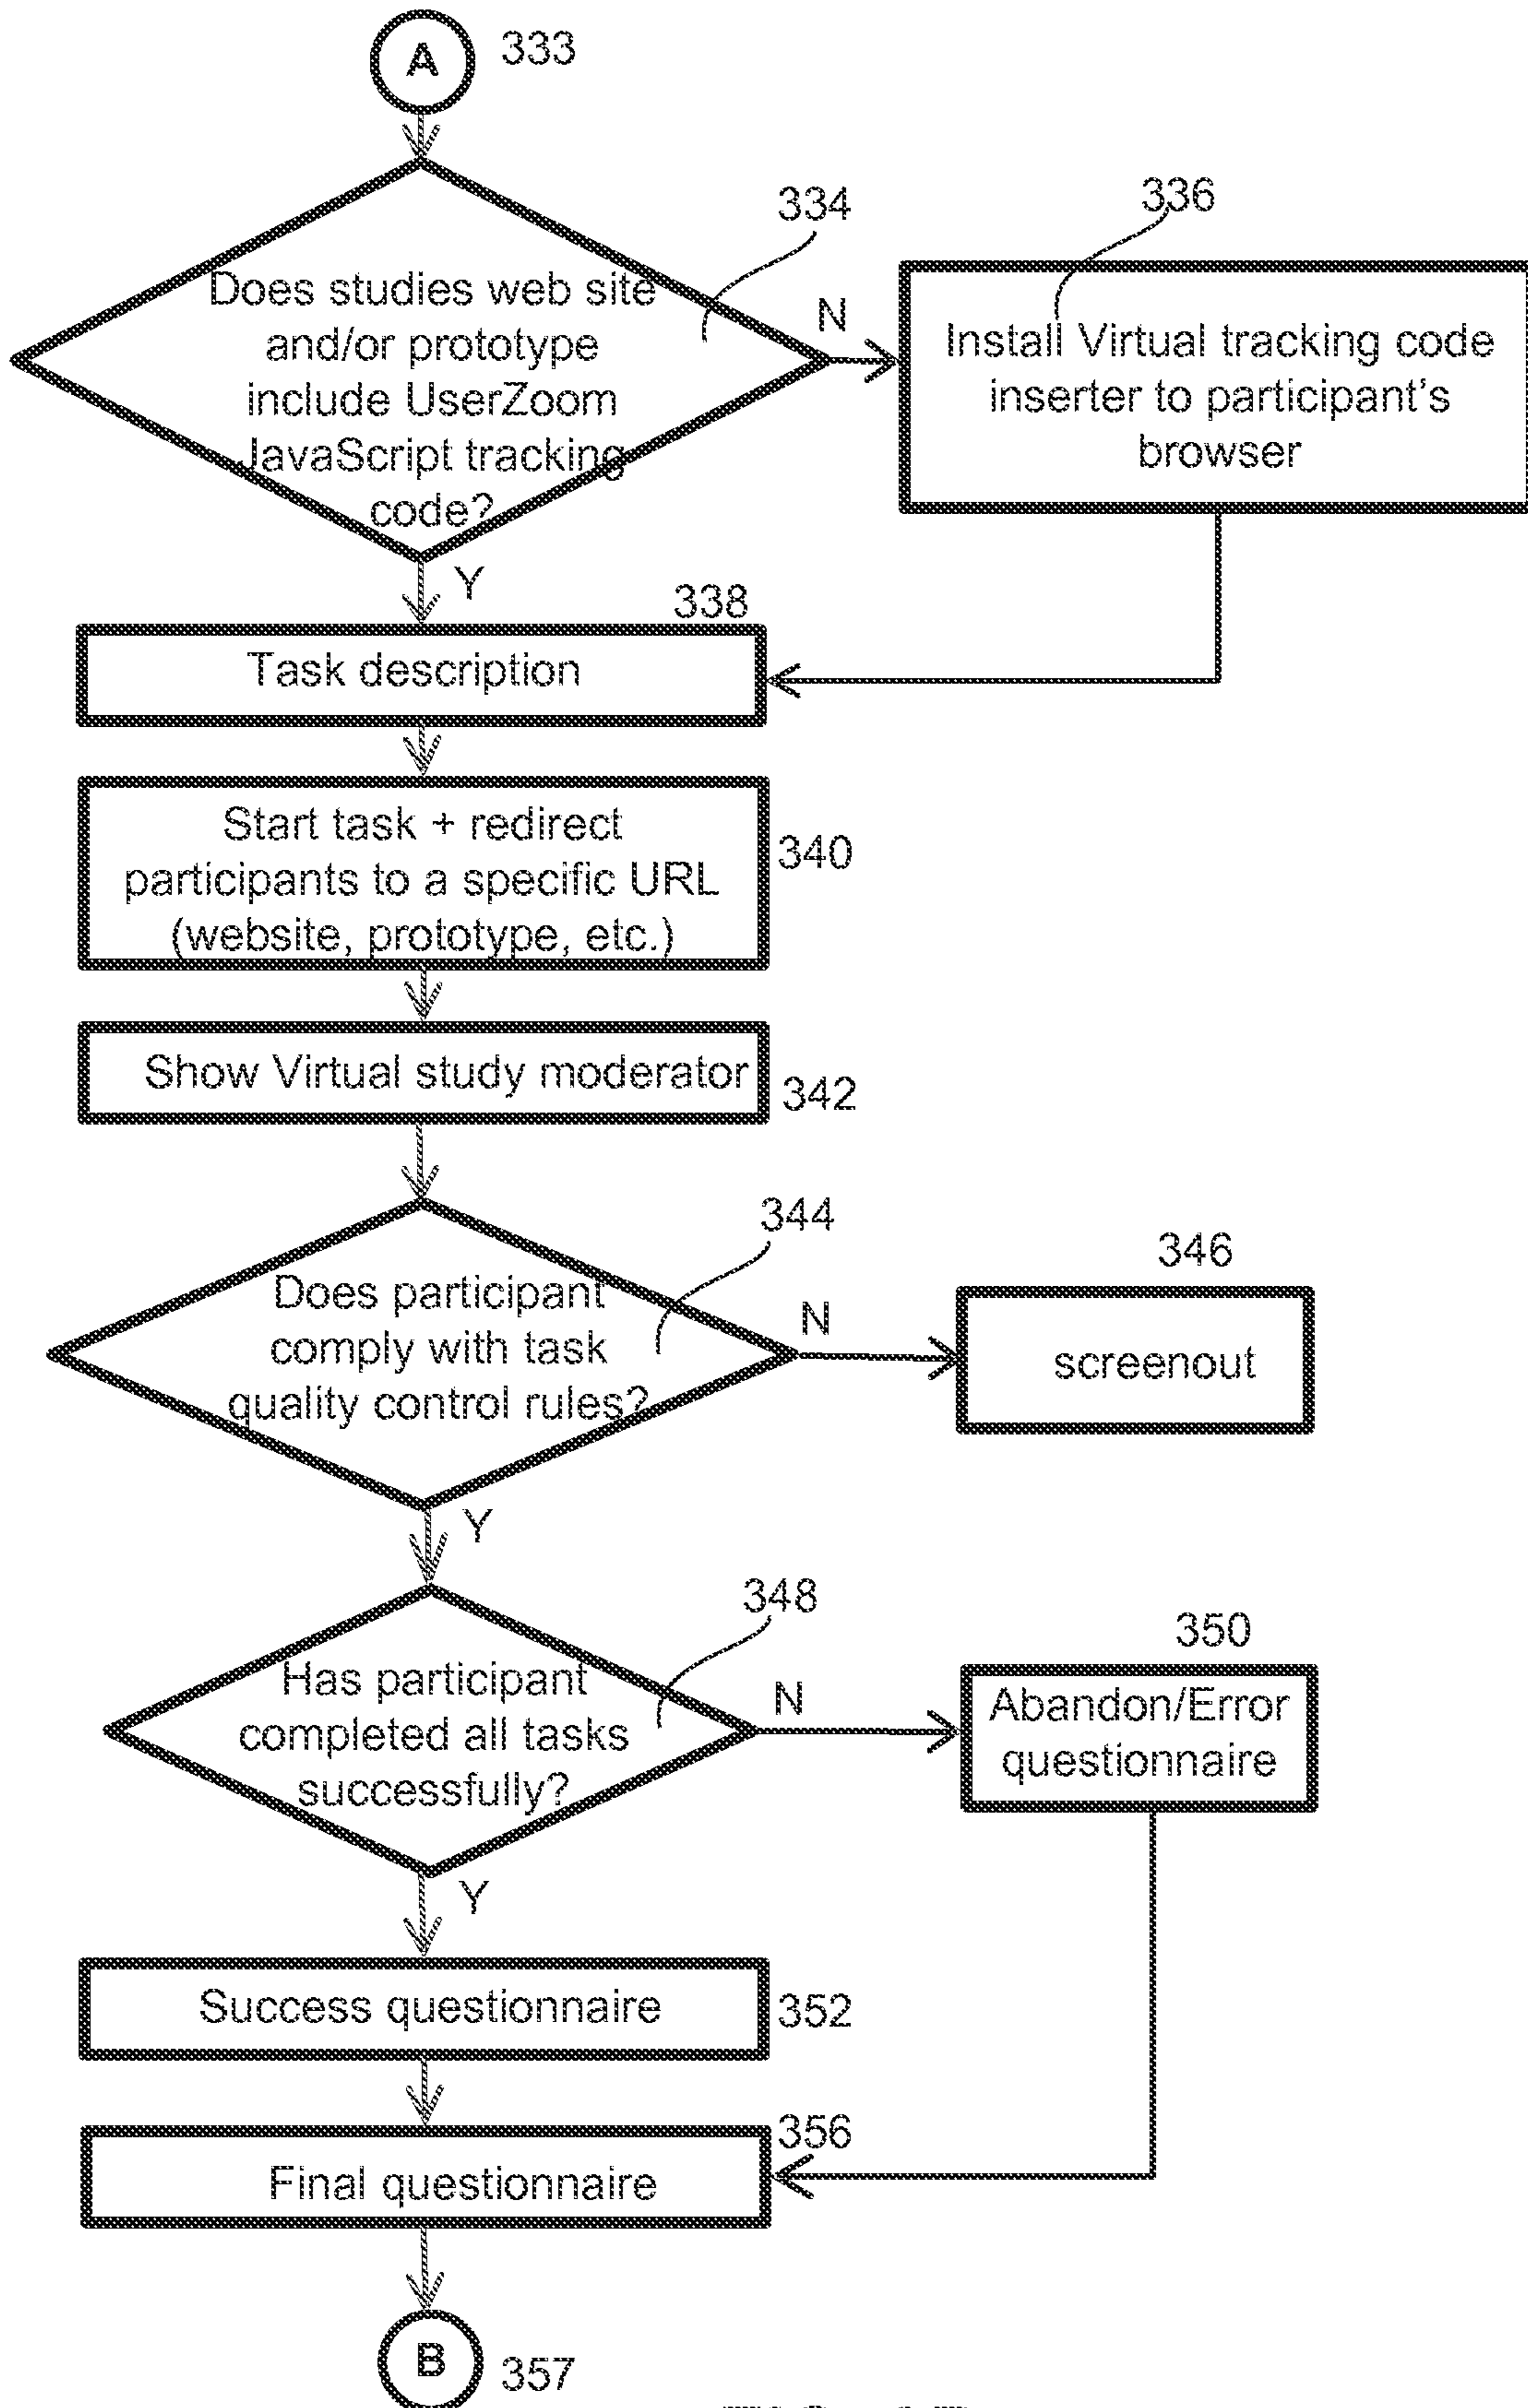 A
333
334
336
Does studies web site
and/or prototype
include UserZoom
JavaScript tracking
code?
N
Install Virtual tracking code
inserter to participant's
browser
Y
338
Task description
Start task + redirect
participants to a specific URL
(website, prototype, etc.)
340
Show Virtual study moderator
342
344
Does participant
comply with task
quality control rules?
N
346
screenout
Y
348
Has participant
completed all tasks
successfully?
N
350
Abandon/Error
questionnaire
Y
Success questionnaire
352
356
Final questionnaire
B
357